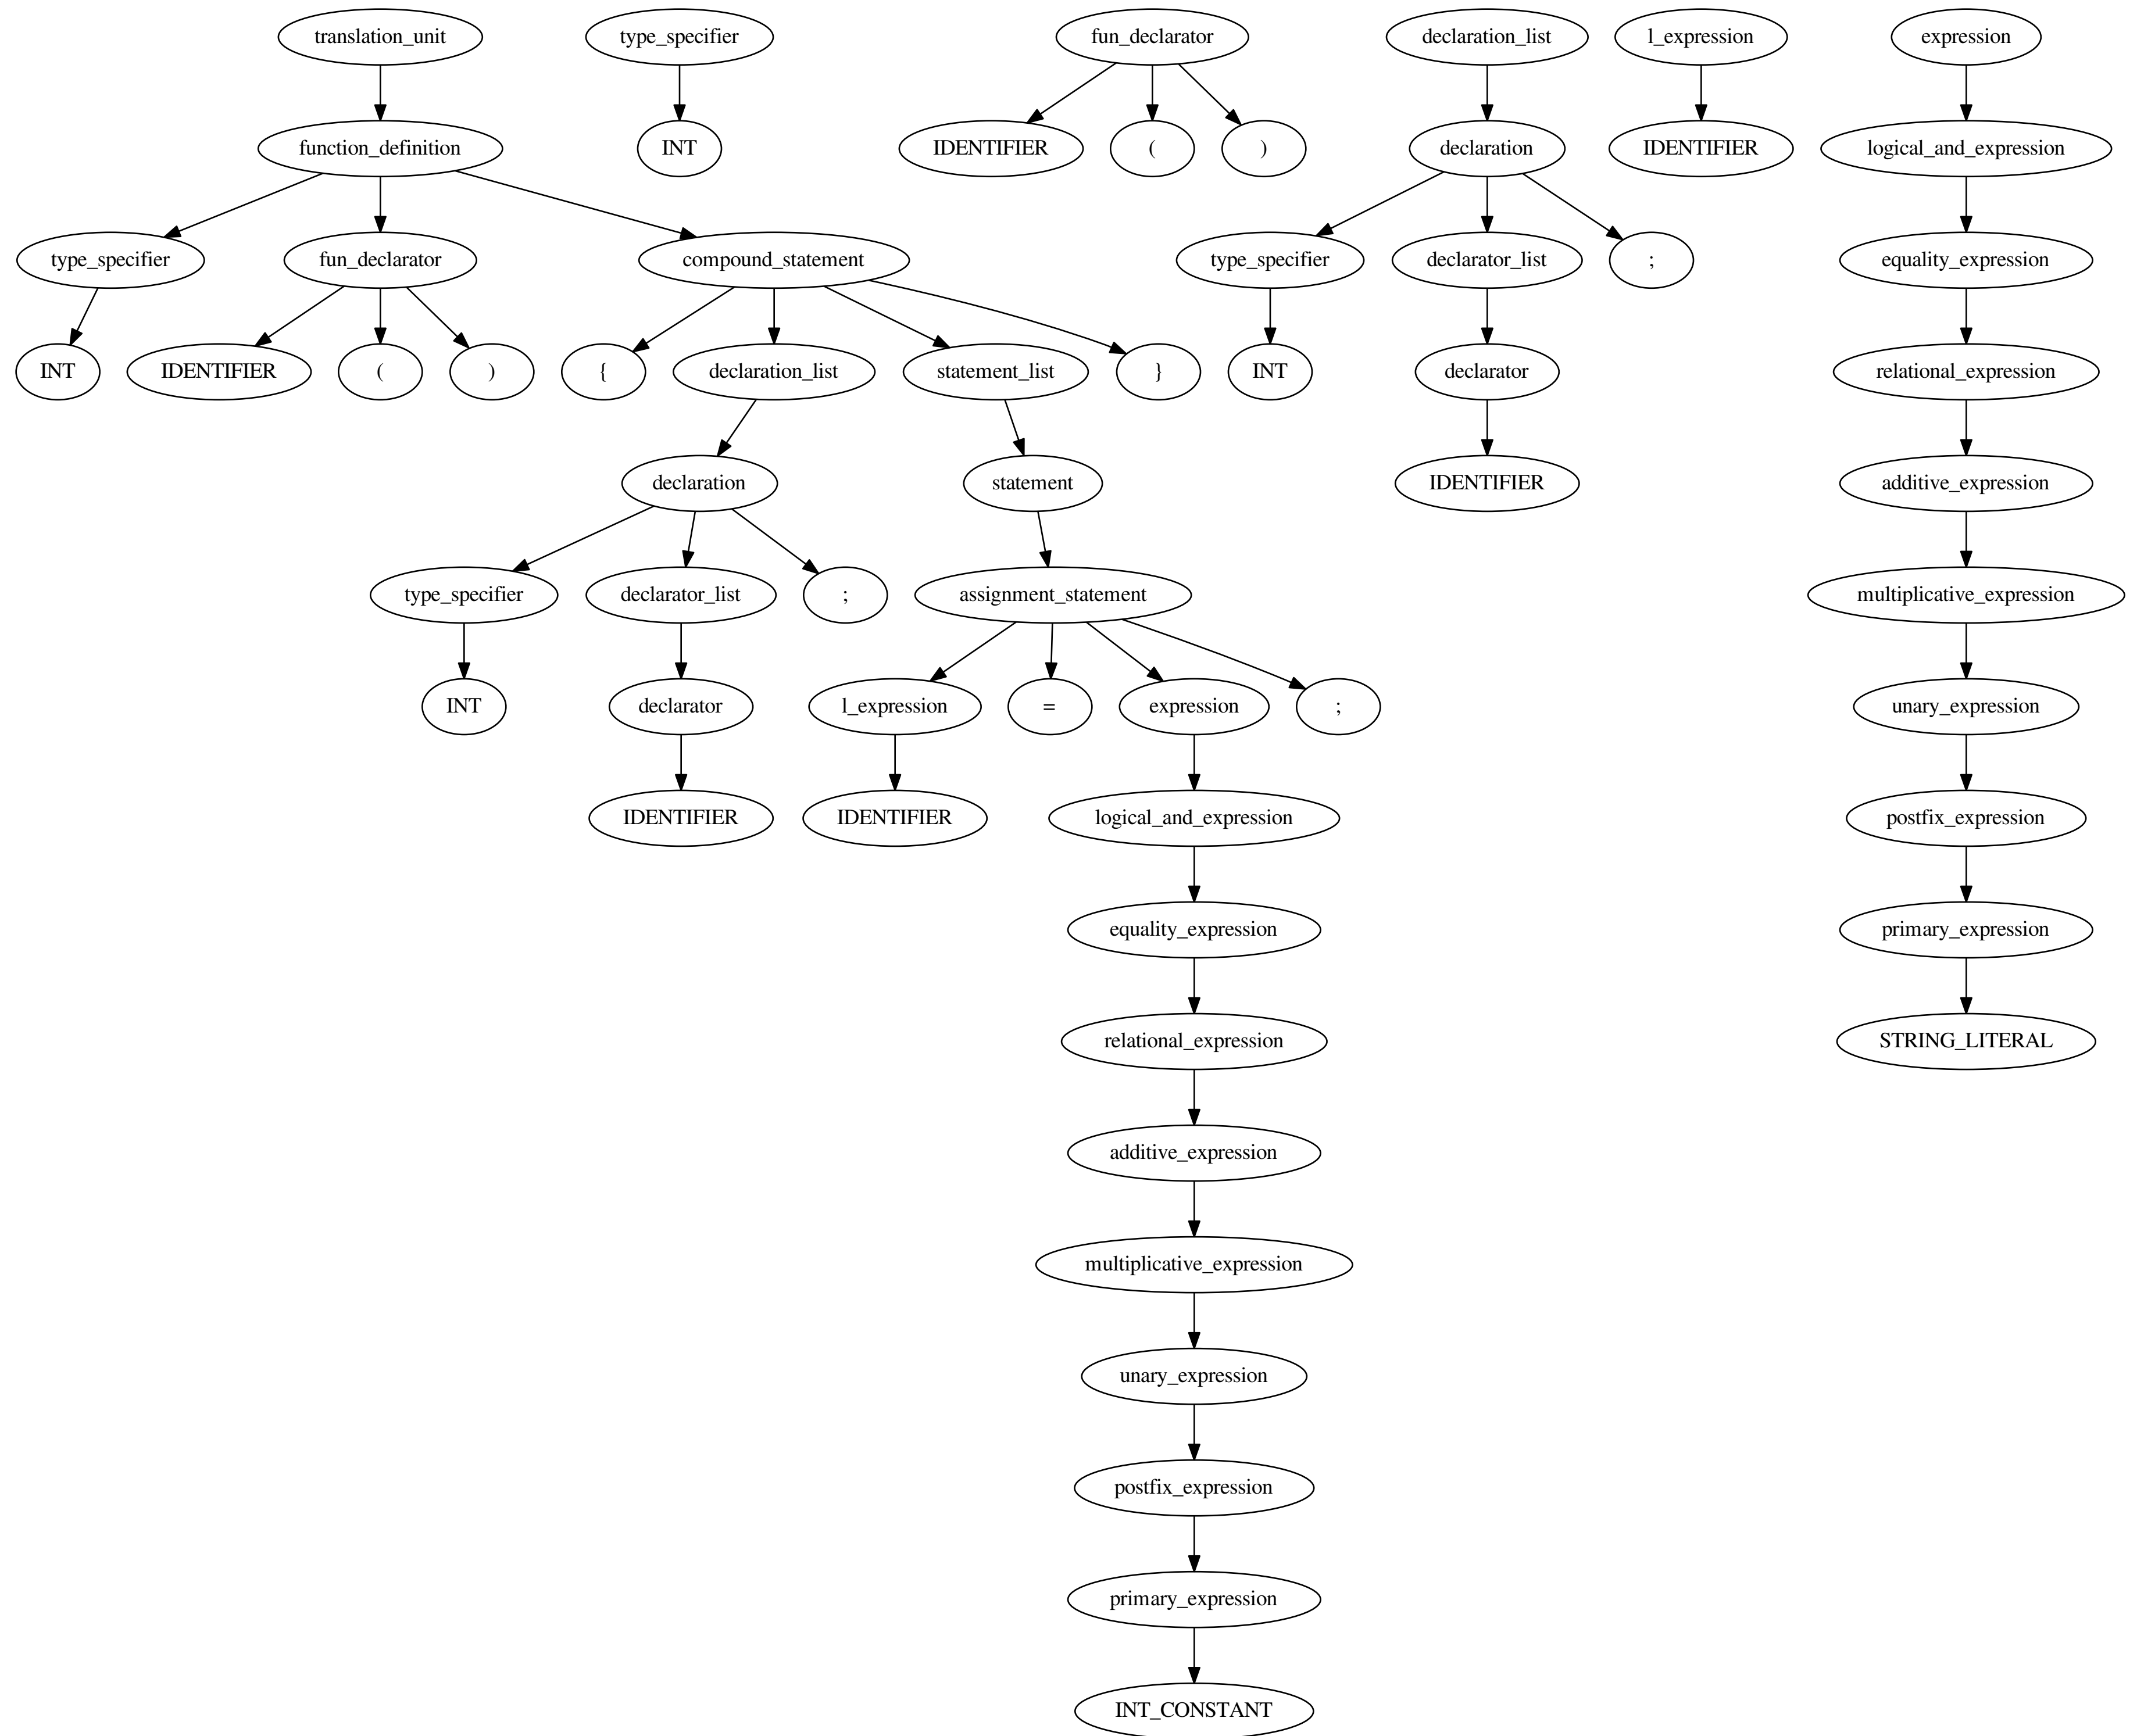 translation_unit
type_specifier
fun_declarator
declaration_list
l_expression
expression
function_definition
INT
IDENTIFIER
(
)
declaration
IDENTIFIER
logical_and_expression
type_specifier
fun_declarator
compound_statement
type_specifier
declarator_list
;
equality_expression
INT
IDENTIFIER
(
)
{
declaration_list
statement_list
}
INT
declarator
relational_expression
declaration
statement
IDENTIFIER
additive_expression
type_specifier
declarator_list
;
assignment_statement
multiplicative_expression
INT
declarator
l_expression
=
expression
;
unary_expression
IDENTIFIER
IDENTIFIER
logical_and_expression
postfix_expression
equality_expression
primary_expression
relational_expression
STRING_LITERAL
additive_expression
multiplicative_expression
unary_expression
postfix_expression
primary_expression
INT_CONSTANT